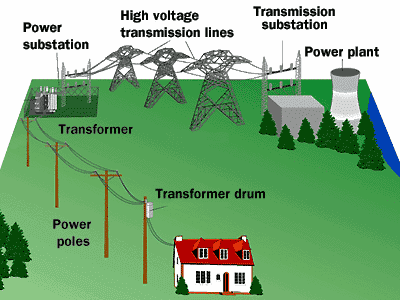 High voltage
transmission lines
Transmission
substation
Power
substation
Power plant
Transformer
Transformer drum
Power
poles